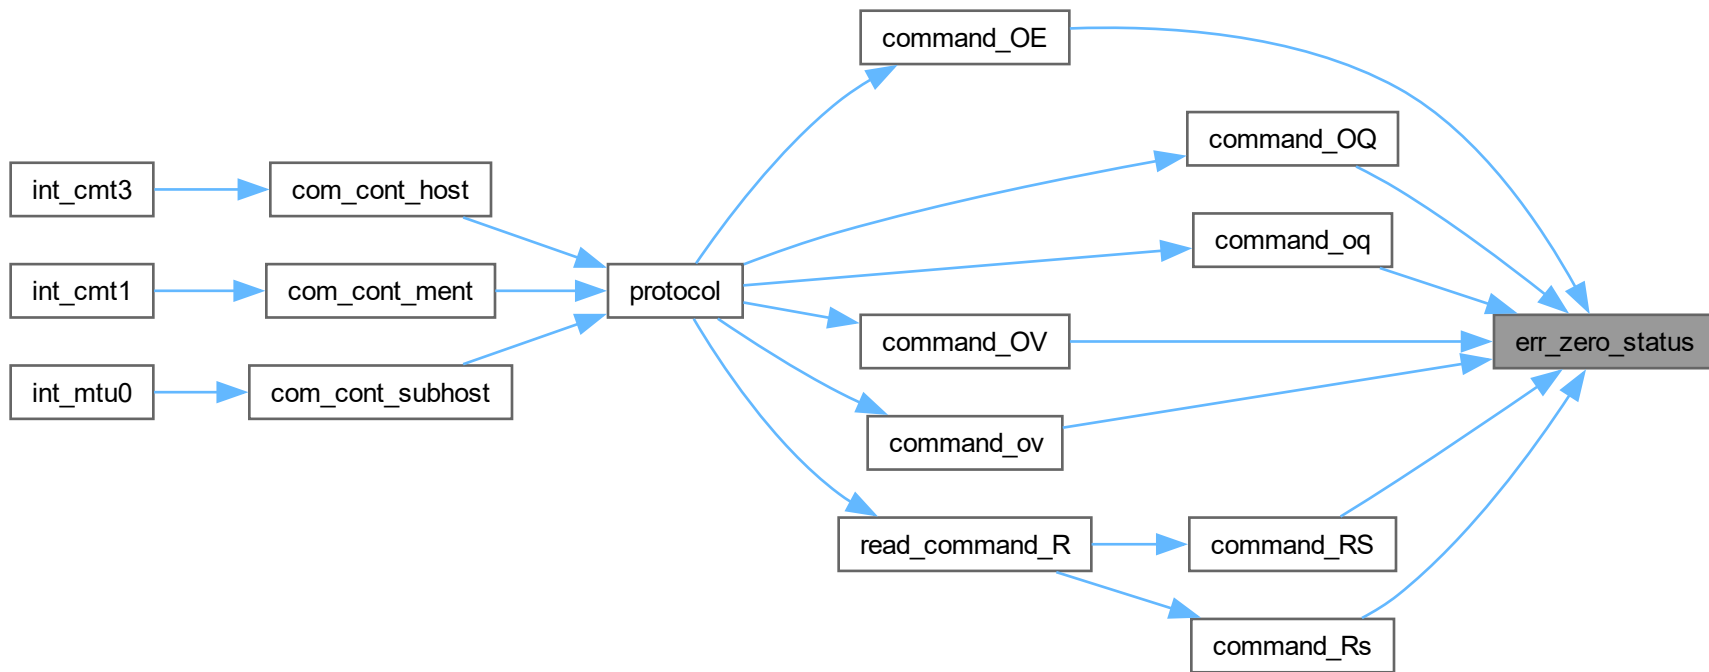 command_OE
command_OQ
int_cmt3
com_cont_host
command_oq
int_cmt1
com_cont_ment
protocol
command_OV
err_zero_status
int_mtu0
com_cont_subhost
command_ov
read_command_R
command_RS
command_Rs